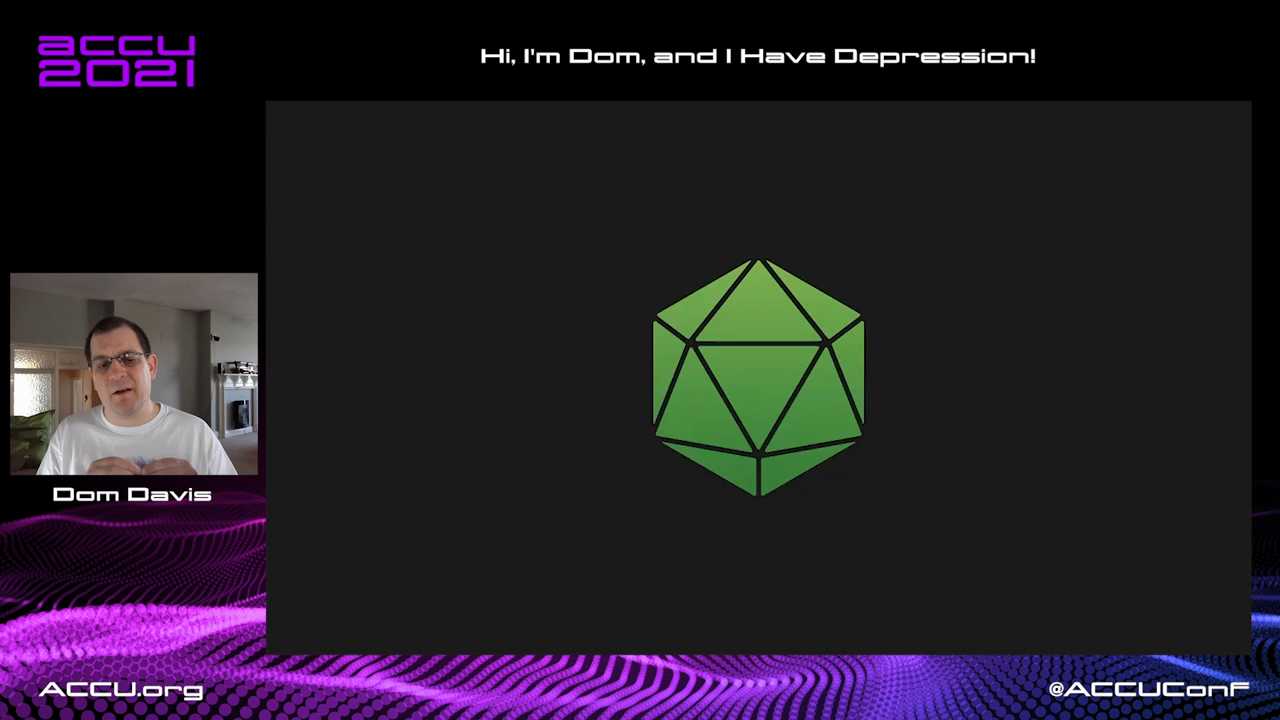 accu
2021
Hi, I'm Dom, and I Have Depression!
Dom Davis
ACCU.org
@ACCUConf